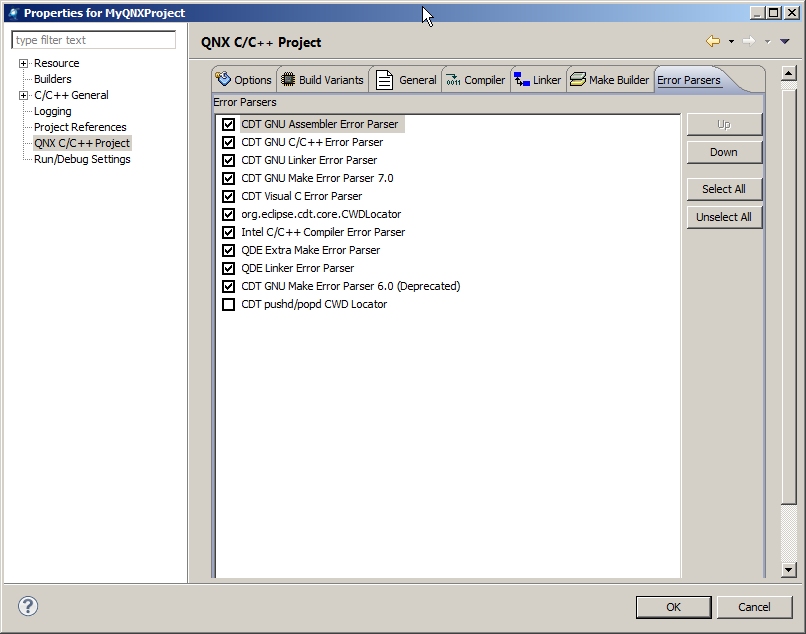 Properties for MyQNXProject
type filter text
Resource
Builders
C/C++ General
Logging
Project References
QNX C/C++ Project
Run/Debug Settings
QNX C/C++ Project
Options Build Variants General Compiler Linker Make Builder Error Parsers
Error Parsers
CDT GNU Assembler Error Parser
CDT GNU C/C++ Error Parser
CDT GNU Linker Error Parser
CDT GNU Make Error Parser 7.0
CDT Visual C Error Parser
org.eclipse.cdt.core.CWDLocator
Intel C/C++ Compiler Error Parser
QDE Extra Make Error Parser
QDE Linker Error Parser
CDT GNU Make Error Parser 6.0 (Deprecated)
CDT pushd/popd CWD Locator
Up
Down
Select All
Unselect All
?
OK Cancel